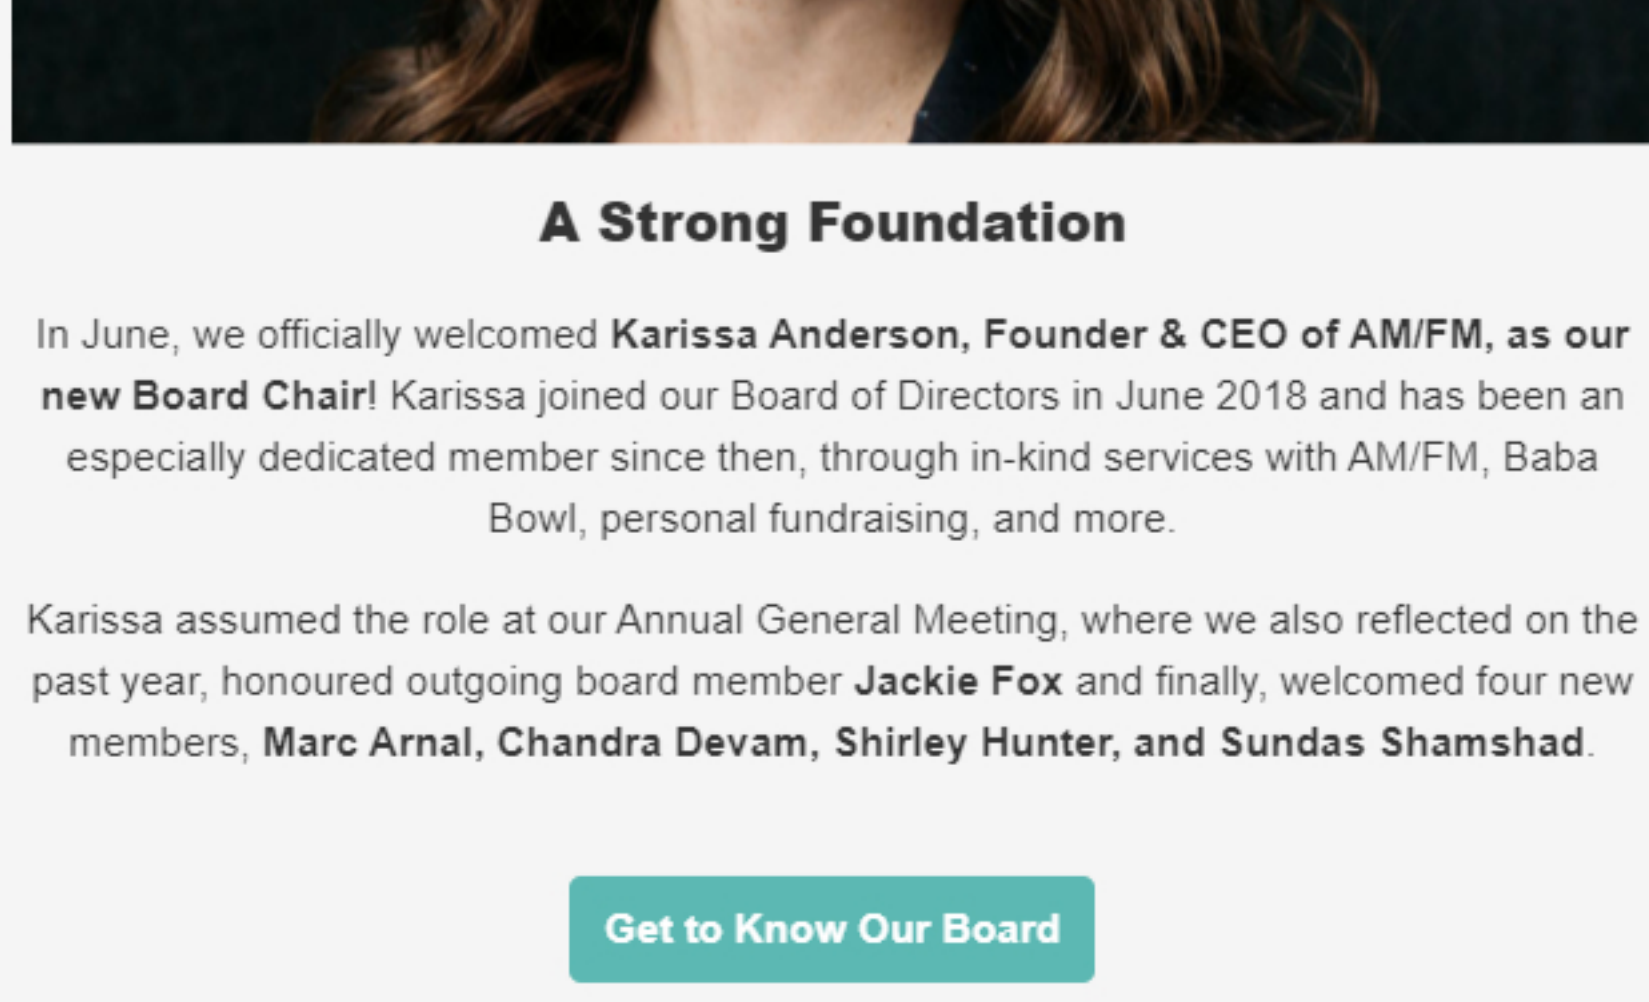 A Strong Foundation
In June, we officially welcomed Karissa Anderson, Founder & CEO of AM/FM, as our
new Board Chair! Karissa joined our Board of Directors in June 2018 and has been an
especially dedicated member since then, through in-kind services with AM/FM, Baba
Bowl, personal fundraising, and more.
Karissa assumed the role at our Annual General Meeting, where we also reflected on the
past year, honoured outgoing board member Jackie Fox and finally, welcomed four new
members, Marc Arnal, Chandra Devam, Shirley Hunter, and Sundas Shamshad.
Get to Know Our Board